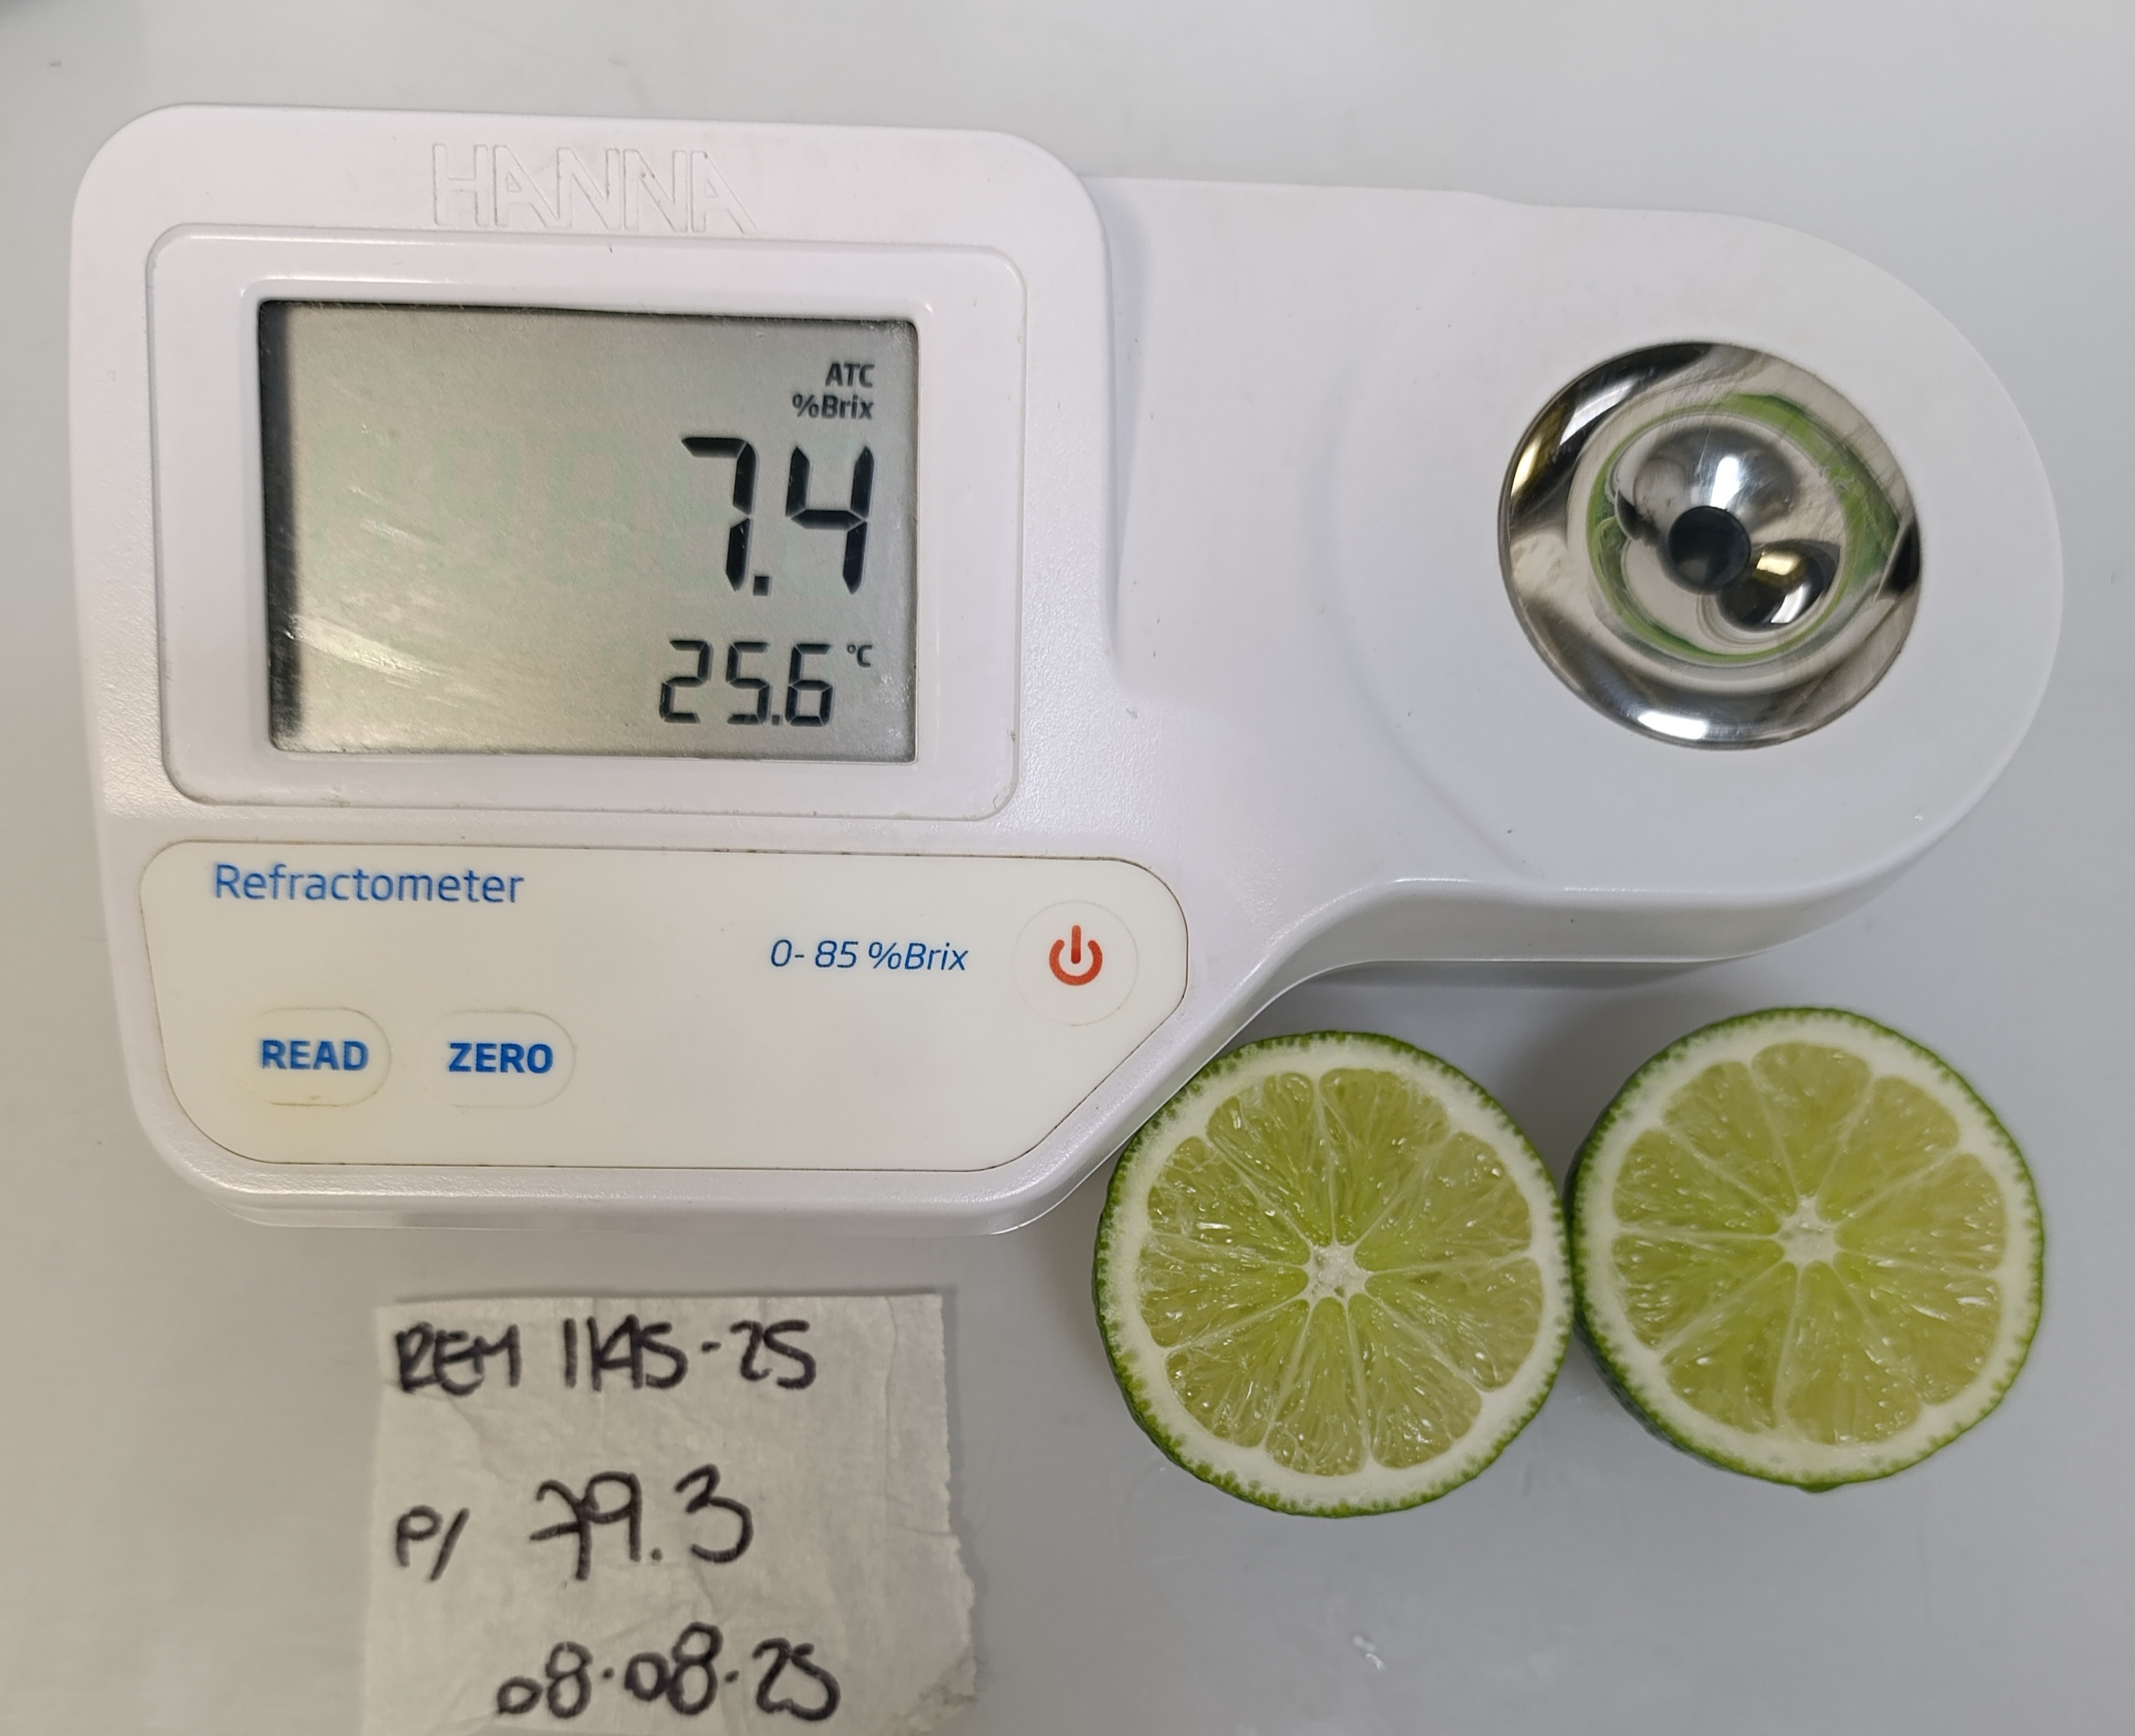 HANNA
ATC
%Brix
7.4
25.6 °C
Refractometer
0-85 %Brix
READ ZERO
REM 1145-25
P/ 79.3
08.08.25